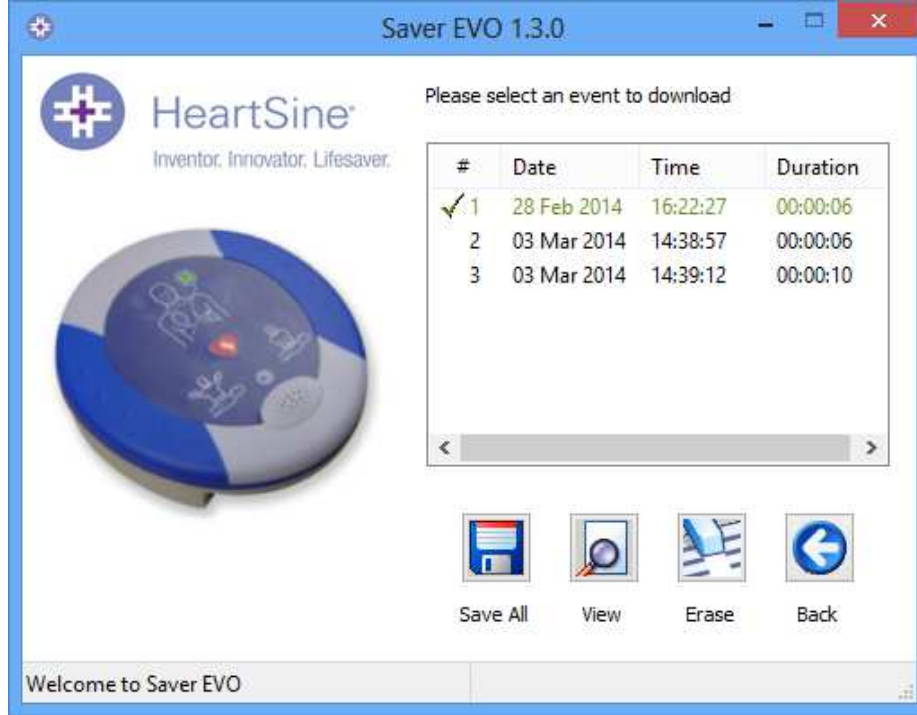 Saver EVO 1.3.0
HeartSine®
Inventor. Innovator. Lifesaver.
Please select an event to download
# Date Time Duration
1 28 Feb 2014 16:22:27 00:00:06
2 03 Mar 2014 14:38:57 00:00:06
3 03 Mar 2014 14:39:12 00:00:10
Save All View Erase Back
Welcome to Saver EVO